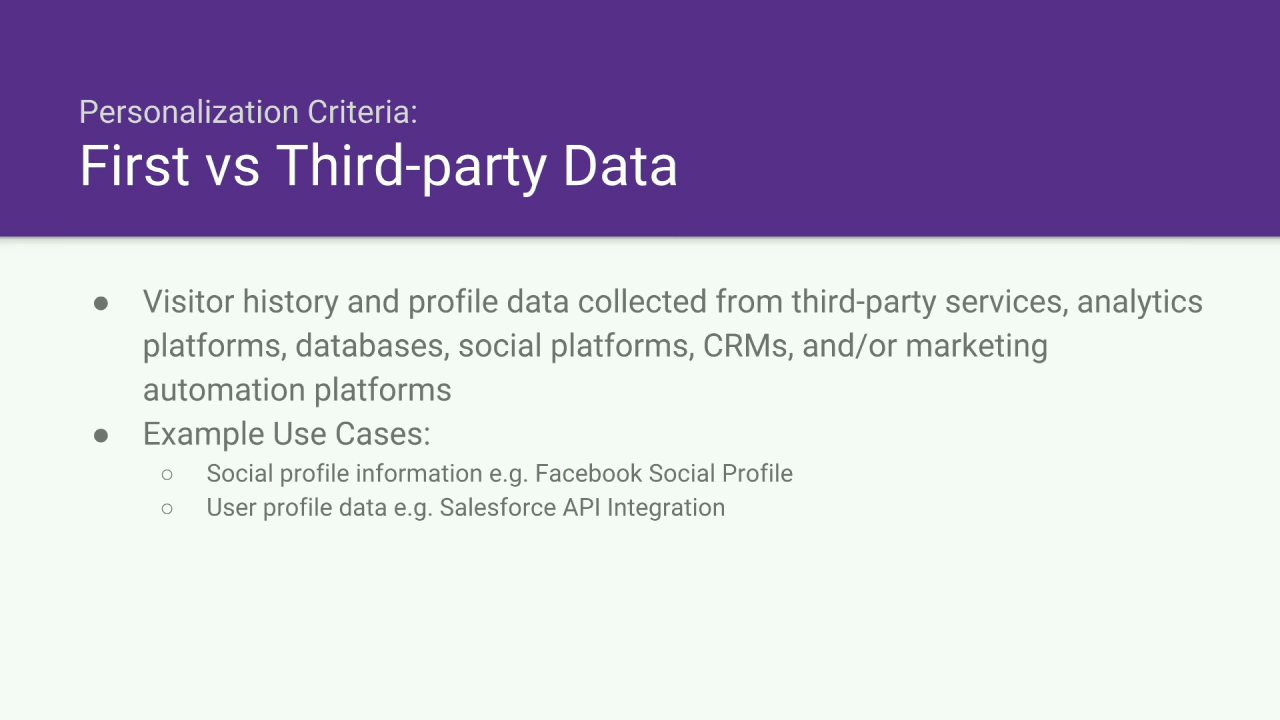 Personalization Criteria:
First vs Third-party Data
● Visitor history and profile data collected from third-party services, analytics
platforms, databases, social platforms, CRMs, and/or marketing
automation platforms
● Example Use Cases:
○ Social profile information e.g. Facebook Social Profile
○ User profile data e.g. Salesforce API Integration